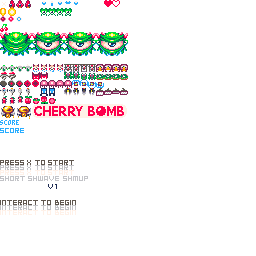 CHERRY BOMB
SCORE
SCORE
PRESS X TO START
PRESS X TO START
SHORT SHWAVE SHMUP
V1
INTERACT TO BEGIN
INTERACT TO BEGIN